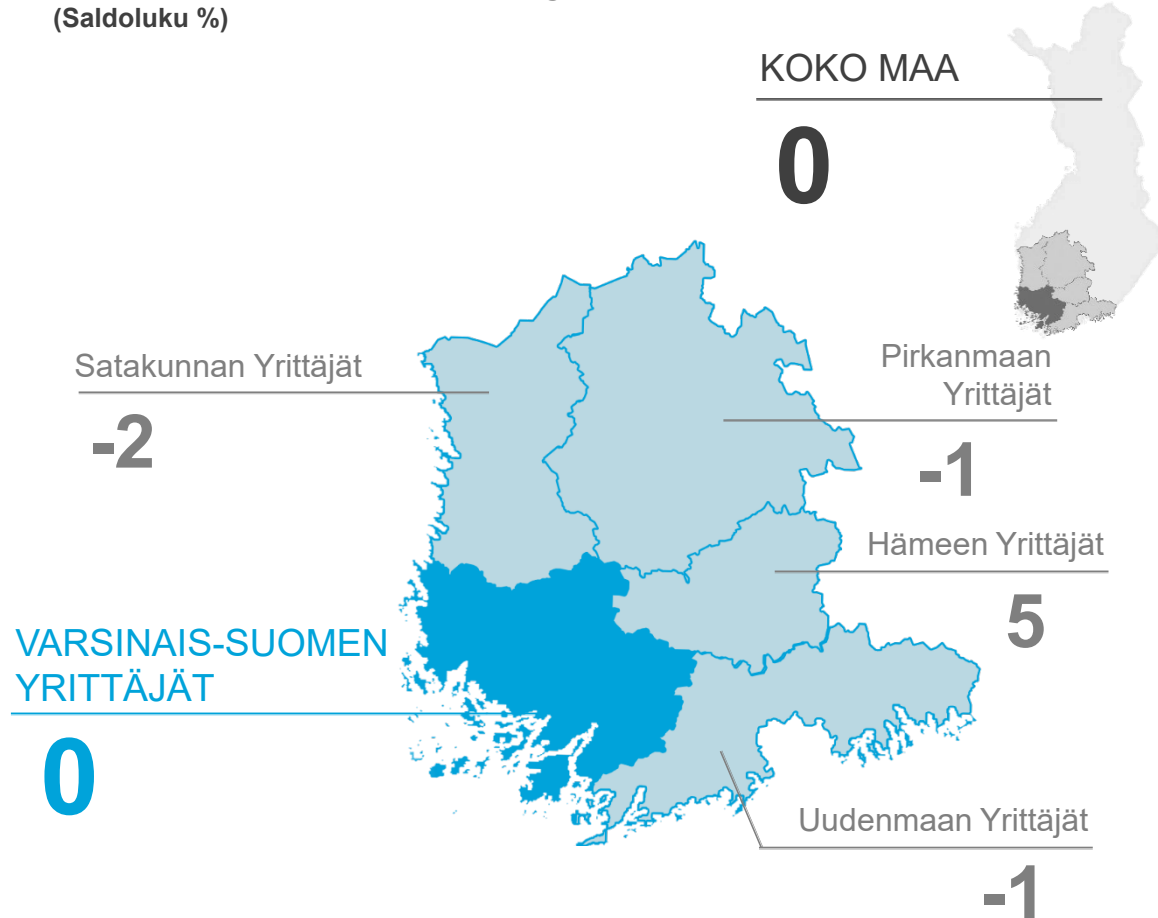 (Saldoluku %)
KOKO MAA
0
Satakunnan Yrittäjät
-2
Pirkanmaan
Yrittäjät
-1
Hämeen Yrittäjät
5
VARSINAIS-SUOMEN
YRITTÄJÄT
0
Uudenmaan Yrittäjät
-1